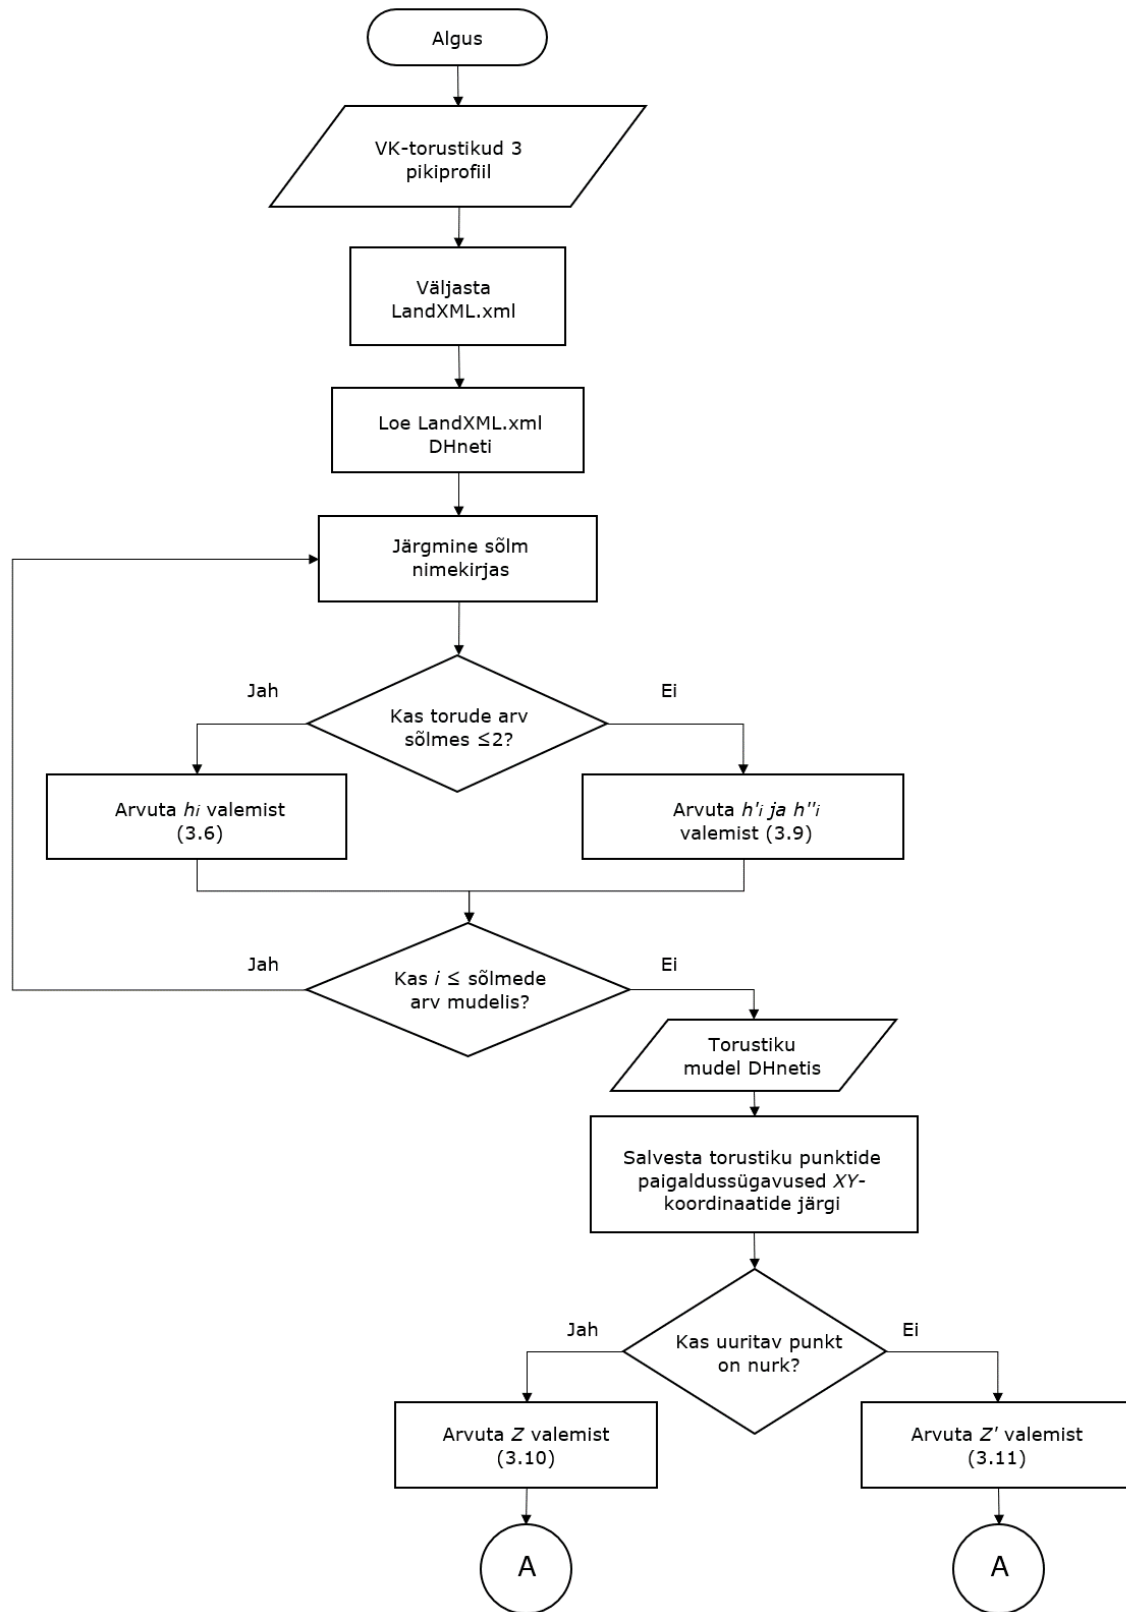 Algus
VK-torustikud 3
pikiprofiil
Väljasta
LandXML.xml
Loe LandXML.xml
DHneti
Järgmine sõlm
nimekirjas
Jah
Ei
Kas torude arv
sõlmes ≤2?
Arvuta hi valemist
(3.6)
Arvuta h'i ja h''i
valemist (3.9)
Jah
Ei
Kas i ≤ sõlmede
arv mudelis?
Torustiku
mudel DHnetis
Salvesta torustiku punktide
paigaldussügavused XY-
koordinaatide järgi
Jah
Ei
Kas uuritav punkt
on nurk?
Arvuta Z valemist
(3.10)
Arvuta Z' valemist
(3.11)
A
A